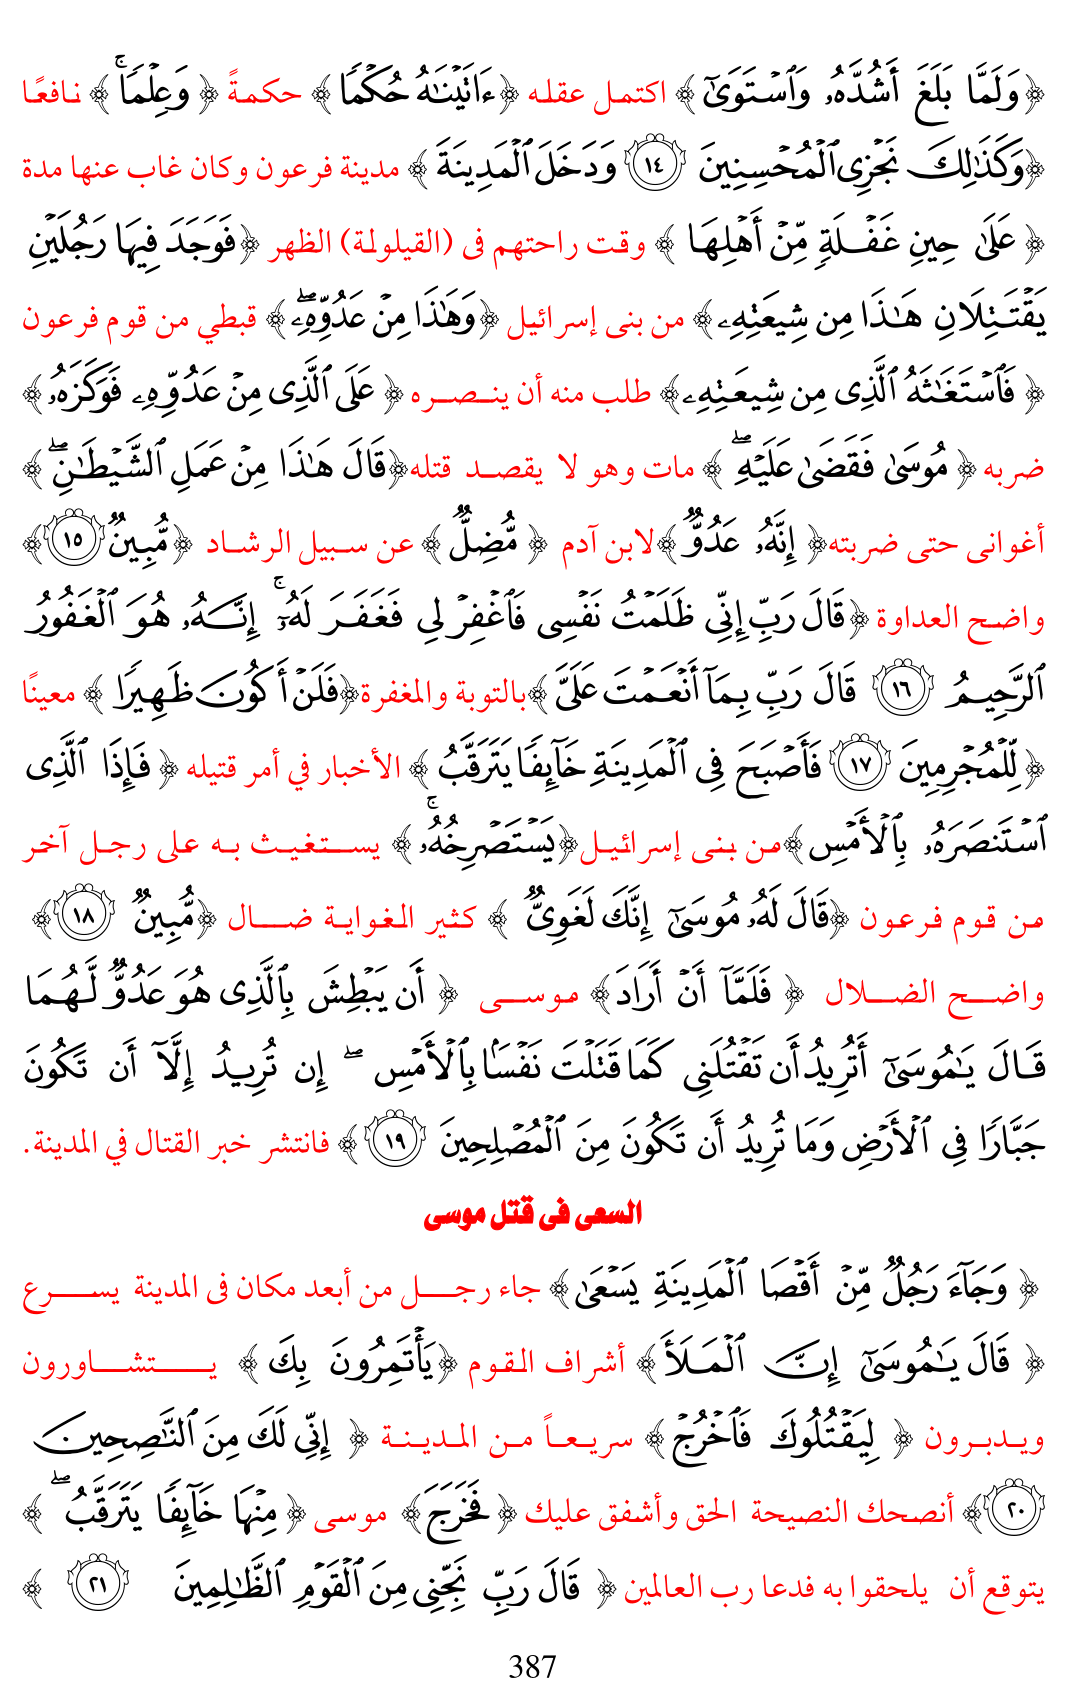 ﴿وَلَمَّا بَلَغَ أَشُدَّهُۥ وَٱسْتَوَىٰٓ﴾ اكتمل عقله ﴿ءَاتَيْنَٰهُ حُكْمًا﴾ حكمةً ﴿وَعِلْمًاۚ﴾ نافعًا
﴿وَكَذَٰلِكَ نَجْزِى ٱلْمُحْسِنِينَ ١٤ وَدَخَلَ ٱلْمَدِينَةَ﴾ مدينة فرعون وكان غاب عنها مدة
﴿عَلَىٰ حِينِ غَفْلَةٍ مِّنْ أَهْلِهَا﴾ وقت راحتهم فى (القيلولة) الظهر ﴿فَوَجَدَ فِيهَا رَجُلَيْنِ
يَقْتَتِلَانِ هَٰذَا مِن شِيعَتِهِۦ﴾ من بنى إسرائيل ﴿وَهَٰذَا مِنْ عَدُوِّهِۦۖ﴾ قبطي من قوم فرعون
﴿فَٱسْتَغَٰثَهُ ٱلَّذِى مِن شِيعَتِهِۦ﴾ طلب منه أن ينصره ﴿عَلَى ٱلَّذِى مِنْ عَدُوِّهِۦ فَوَكَزَهُۥ﴾
ضربه ﴿مُوسَىٰ فَقَضَىٰ عَلَيْهِۖ﴾ مات وهو لا يقصد قتله﴿قَالَ هَٰذَا مِنْ عَمَلِ ٱلشَّيْطَٰنِۖ﴾
أغوانى حتى ضربته﴿إِنَّهُۥ عَدُوٌّ﴾لابن آدم ﴿مُّضِلٌّ﴾ عن سبيل الرشاد ﴿مُّبِينٌ ١٥﴾
واضح العداوة ﴿قَالَ رَبِّ إِنِّى ظَلَمْتُ نَفْسِى فَٱغْفِرْ لِى فَغَفَرَ لَهُۥٓۚ إِنَّهُۥ هُوَ ٱلْغَفُورُ
ٱلرَّحِيمُ ١٦ قَالَ رَبِّ بِمَآ أَنْعَمْتَ عَلَىَّ﴾بالتوبة والمغفرة﴿فَلَنْ أَكُونَ ظَهِيرًا﴾ معينًا
﴿لِّلْمُجْرِمِينَ ١٧ فَأَصْبَحَ فِى ٱلْمَدِينَةِ خَآئِفًا يَتَرَقَّبُ﴾ الأخبار في أمر قتيله ﴿فَإِذَا ٱلَّذِى
ٱسْتَنصَرَهُۥ بِٱلْأَمْسِ﴾من بنى إسرائيل﴿يَسْتَصْرِخُهُۥۚ﴾ يستغيث به على رجل آخر
من قوم فرعون ﴿قَالَ لَهُۥ مُوسَىٰٓ إِنَّكَ لَغَوِىٌّ﴾ كثير الغواية ضال ﴿مُّبِينٌ ١٨﴾
واضح الضلال ﴿فَلَمَّآ أَنْ أَرَادَ﴾ موسى ﴿أَن يَبْطِشَ بِٱلَّذِى هُوَ عَدُوٌّ لَّهُمَا
قَالَ يَٰمُوسَىٰٓ أَتُرِيدُ أَن تَقْتُلَنِى كَمَا قَتَلْتَ نَفْسًۢا بِٱلْأَمْسِۖ إِن تُرِيدُ إِلَّآ أَن تَكُونَ
جَبَّارًا فِى ٱلْأَرْضِ وَمَا تُرِيدُ أَن تَكُونَ مِنَ ٱلْمُصْلِحِينَ ١٩﴾ فانتشر خبر القتال في المدينة.
السعى فى قتل موسى
﴿وَجَآءَ رَجُلٌ مِّنْ أَقْصَا ٱلْمَدِينَةِ يَسْعَىٰ﴾ جاء رجل من أبعد مكان فى المدينة يسرع
﴿قَالَ يَٰمُوسَىٰٓ إِنَّ ٱلْمَلَأَ﴾ أشراف القوم ﴿يَأْتَمِرُونَ بِكَ﴾ يتشاورون
ويدبرون ﴿لِيَقْتُلُوكَ فَٱخْرُجْ﴾ سريعاً من المدينة ﴿إِنِّى لَكَ مِنَ ٱلنَّٰصِحِينَ
٢٠﴾ أنصحك النصيحة الحق وأشفق عليك ﴿فَخَرَجَ﴾ موسى ﴿مِنْهَا خَآئِفًا يَتَرَقَّبُۖ﴾
يتوقع أن يلحقوا به فدعا رب العالمين ﴿قَالَ رَبِّ نَجِّنِى مِنَ ٱلْقَوْمِ ٱلظَّٰلِمِينَ ٢١﴾
387